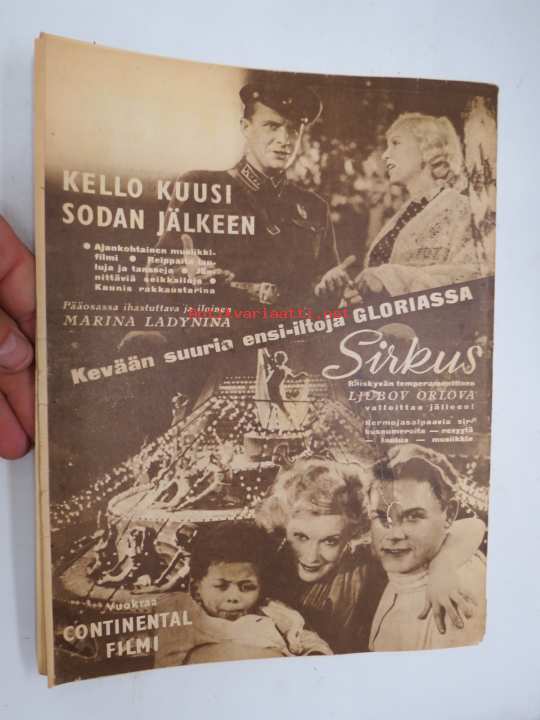 KELLO KUUSI
SODAN JÄLKEEN
● Ajankohtainen musiikki-
filmi ● Reippaita lau-
luja ja tansseja ● Jän-
nittäviä seikkailuja ●
Kaunis rakkaustarina
Pääosassa ihastuttava ja iloinen
MARINA LADYNINA
Kevään suuria ensi-iltoja GLORIASSA
Sirkus
Räiskyvän temperamenttinen
LJUBOV ORLOVA
valloittaa jälleen!
Hermojasalpaavia sir-
kusnumeroita — revyytä
— laulua — musiikkia
Vuokraa
CONTINENTAL
FILMI